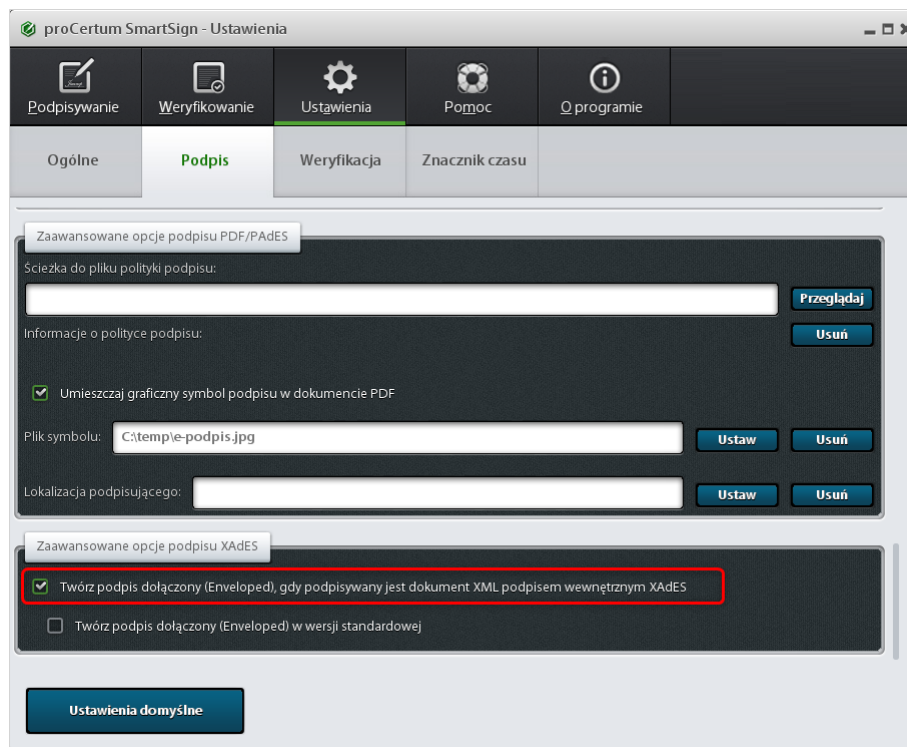 proCertum SmartSign - Ustawienia
Podpisywanie
Weryfikowanie
Ustawienia
Pomoc
O programie
Ogólne
Podpis
Weryfikacja
Znacznik czasu
Zaawansowane opcje podpisu PDF/PAdES
Ścieżka do pliku polityki podpisu:
Przeglądaj
Informacje o polityce podpisu:
Usuń
Umieszczaj graficzny symbol podpisu w dokumencie PDF
Plik symbolu:
C:\temp\e-podpis.jpg
Ustaw
Usuń
Lokalizacja podpisującego:
Ustaw
Usuń
Zaawansowane opcje podpisu XAdES
Twórz podpis dołączony (Enveloped), gdy podpisywany jest dokument XML podpisem wewnętrznym XAdES
Twórz podpis dołączony (Enveloped) w wersji standardowej
Ustawienia domyślne